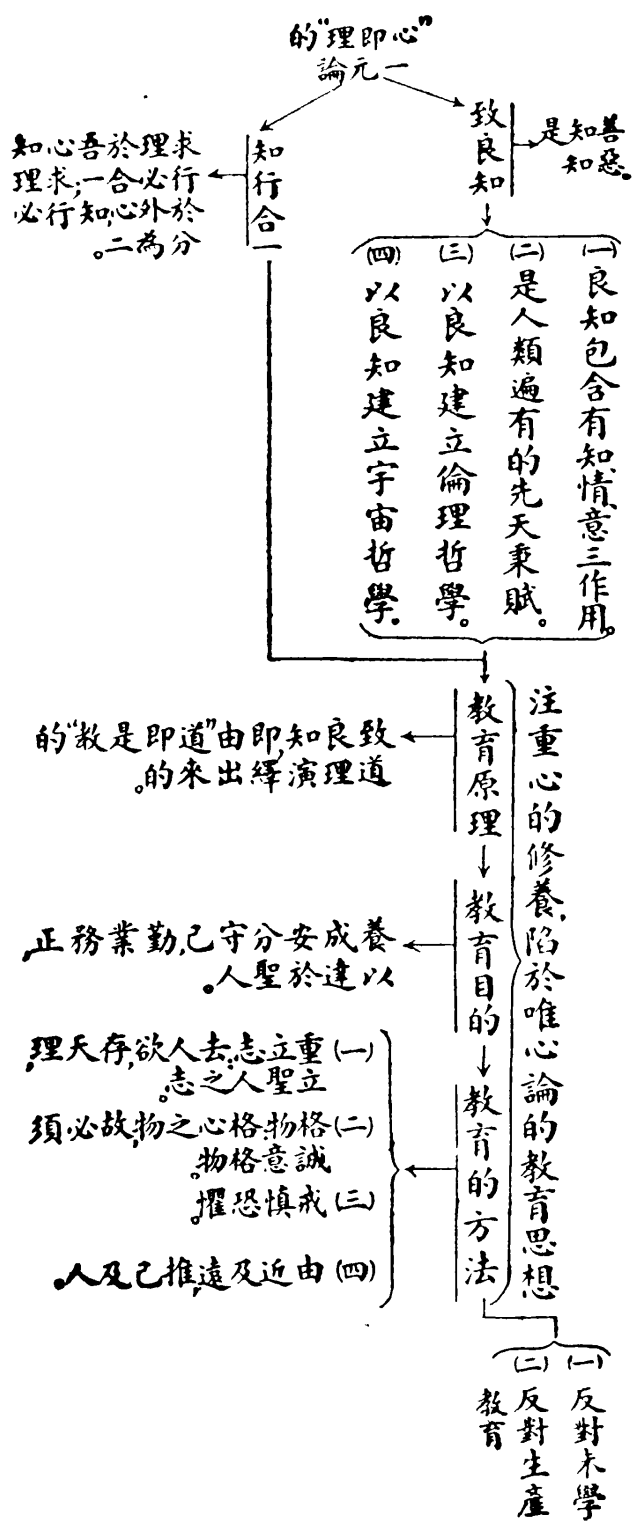 “心即理”的
一元論
致良知
是知善
知惡。
知行合一
求理於吾心知
行必合一；求理
於外心，知行必
分為二。
(一)良知包含有知、情、意三作用。
(二)是人類遍有的先天秉賦。
(三)以良知建立倫理哲學。
(四)以良知建立宇宙哲學。
教育原理
致良知，即由“道即是教”的
道理演繹出來的。
教育目的
養成安分守己，勤業務正，
以達於聖人。
教育的方法
(一)重立志：去人欲，存天理，
立聖人之志。
(二)格物：格心之物，故必須
誠意格物。
(三)戒慎恐懼。
(四)由近及遠，推己及人。
注重心的修養，陷於唯心論的教育思想
(一)反對末學
(二)反對生產
教育